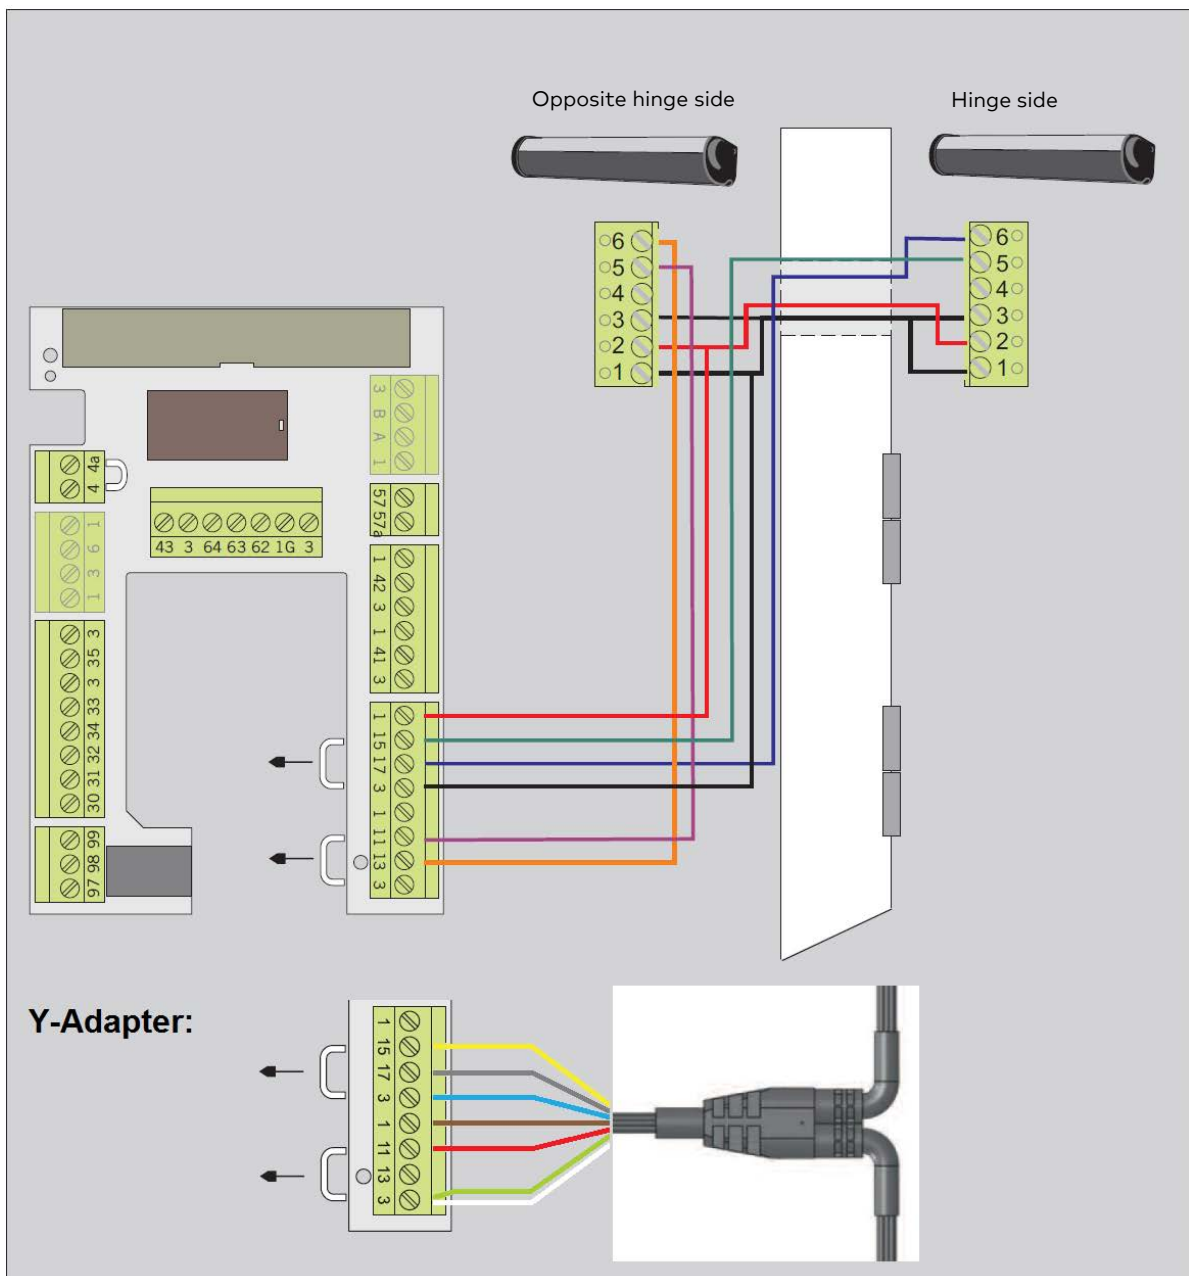 Opposite hinge side
Hinge side
6
5
4
3
2
1
6
5
4
3
2
1
3 B A 1
4a
4
57
57a
43 3 64 63 62 1G 3
1 6 3 1
1 42 3 1 41 3
3 35 3 33 34 32 31 30
1 15 17 3 1 11 13 3
99 98 97
Y-Adapter:
1 15 17 3 1 11 13 3